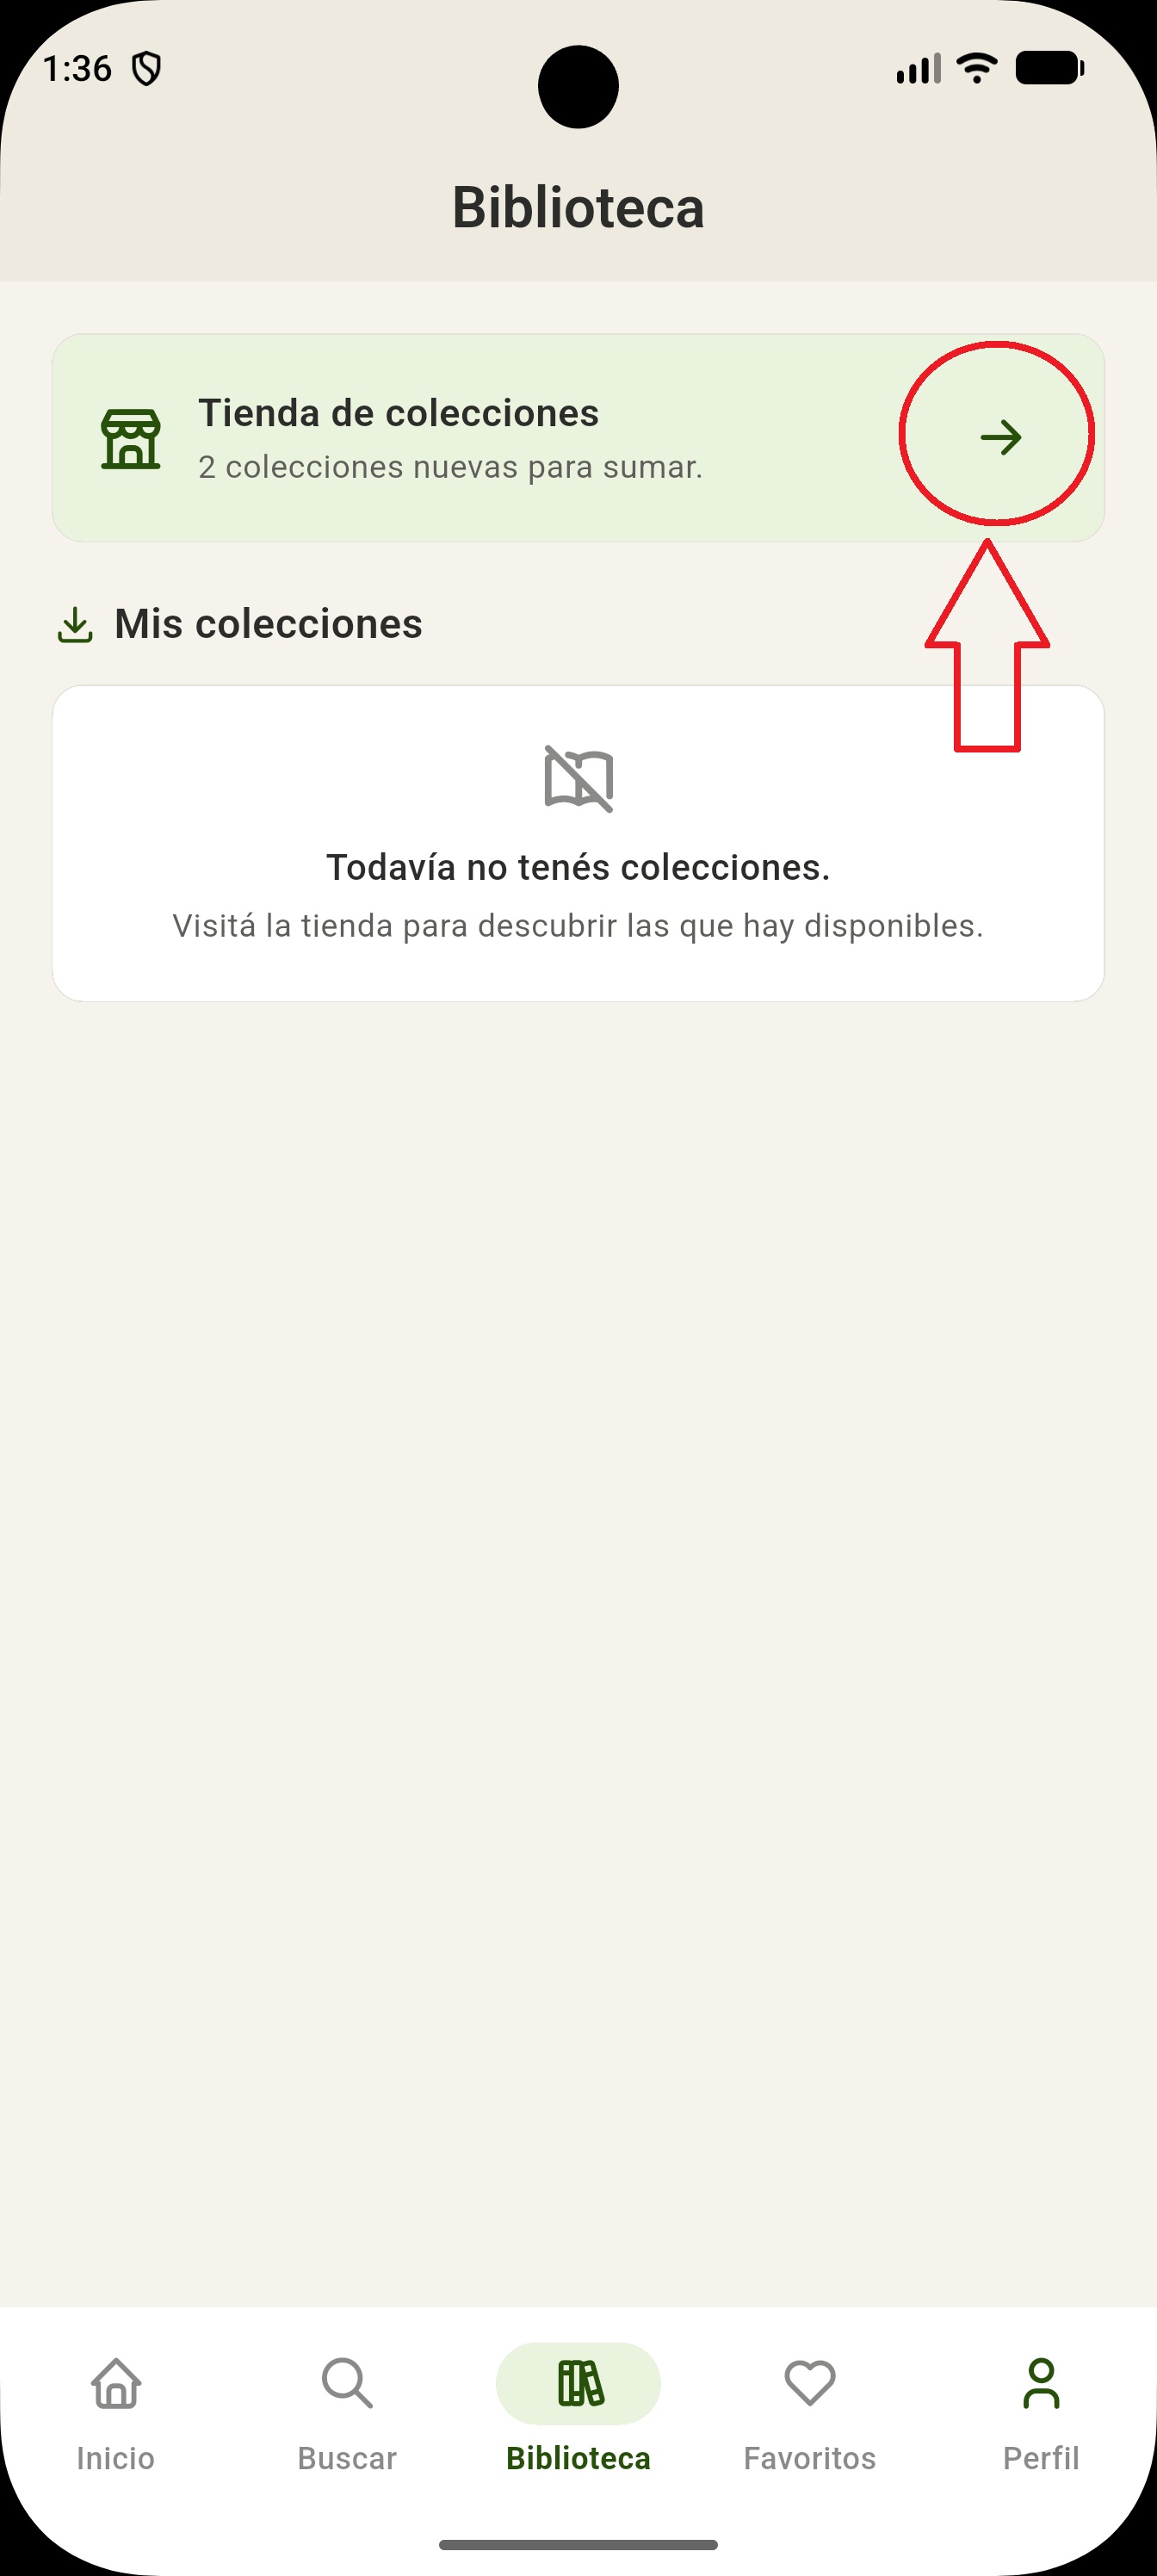 1:36
Biblioteca
Tienda de colecciones
2 colecciones nuevas para sumar.
Mis colecciones
Todavía no tenés colecciones.
Visitá la tienda para descubrir las que hay disponibles.
Inicio
Buscar
Biblioteca
Favoritos
Perfil